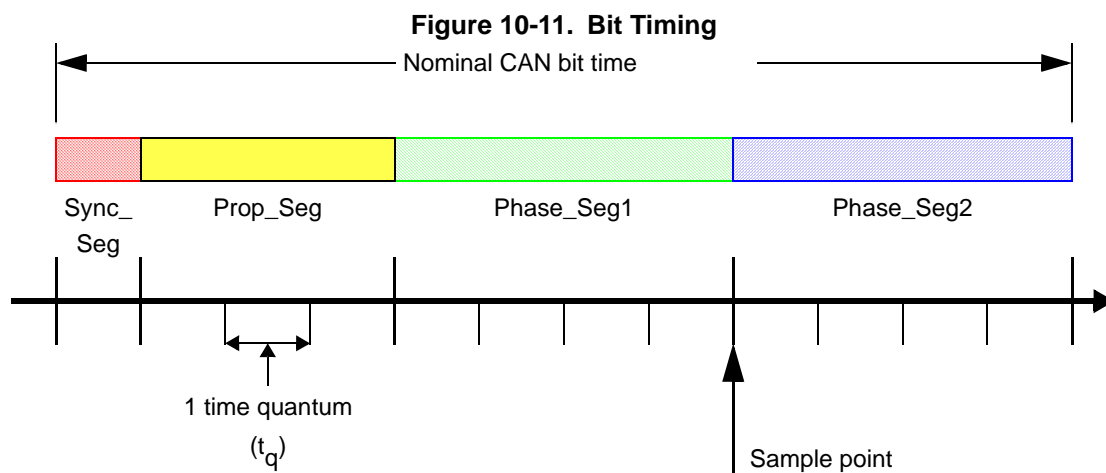 Figure 10-11. Bit Timing
Nominal CAN bit time
Sync_
Seg
Prop_Seg
Phase_Seg1
Phase_Seg2
1 time quantum
(tq)
Sample point